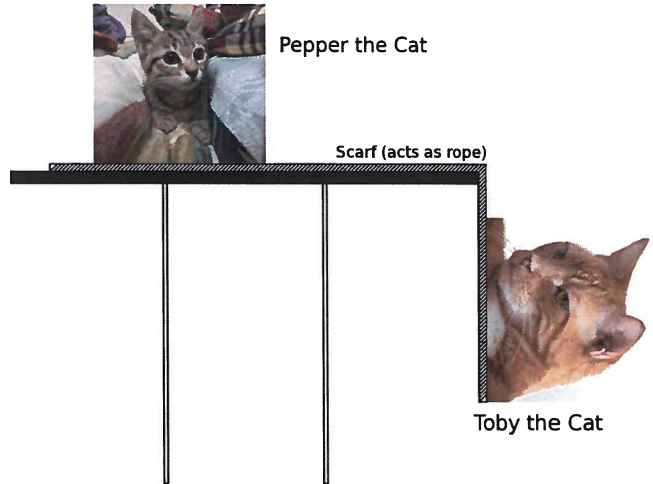 Pepper the Cat
Scarf (acts as rope)
Toby the Cat